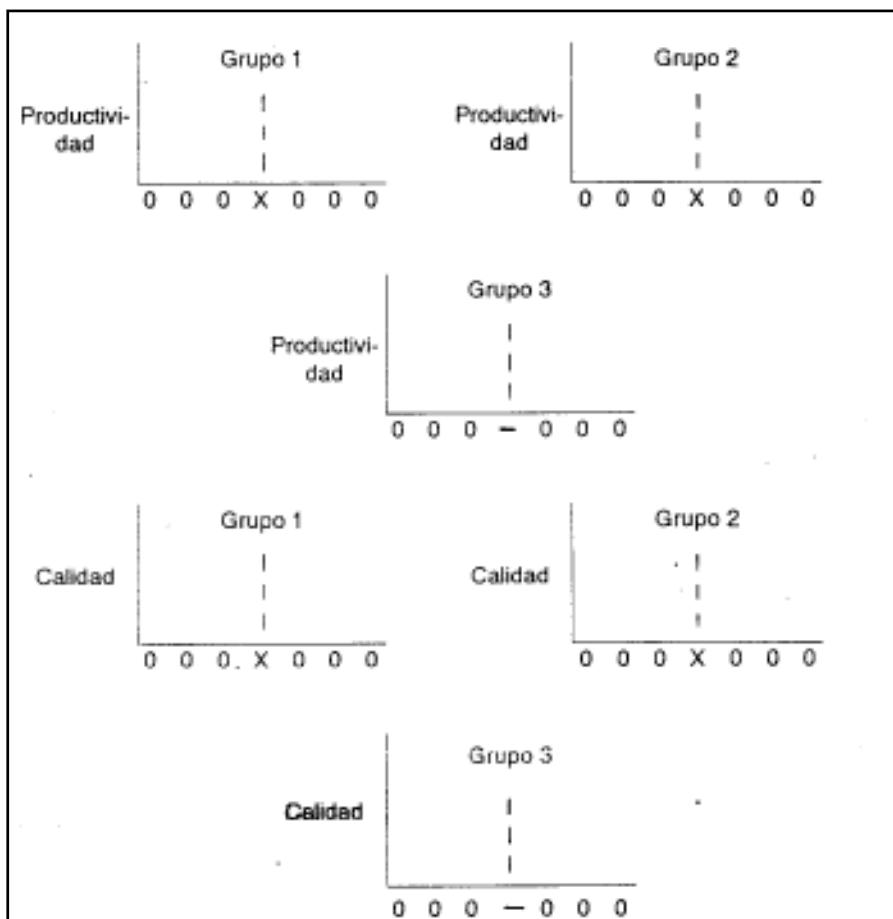 Grupo 1
Grupo 2
Productivi-
dad
Productivi-
dad
0 0 0 X 0 0 0
0 0 0 X 0 0 0
Grupo 3
Productivi-
dad
0 0 0 – 0 0 0
Grupo 1
Grupo 2
Calidad
Calidad
0 0 0. X 0 0 0
0 0 0 X 0 0 0
Grupo 3
Calidad
0 0 0 — 0 0 0